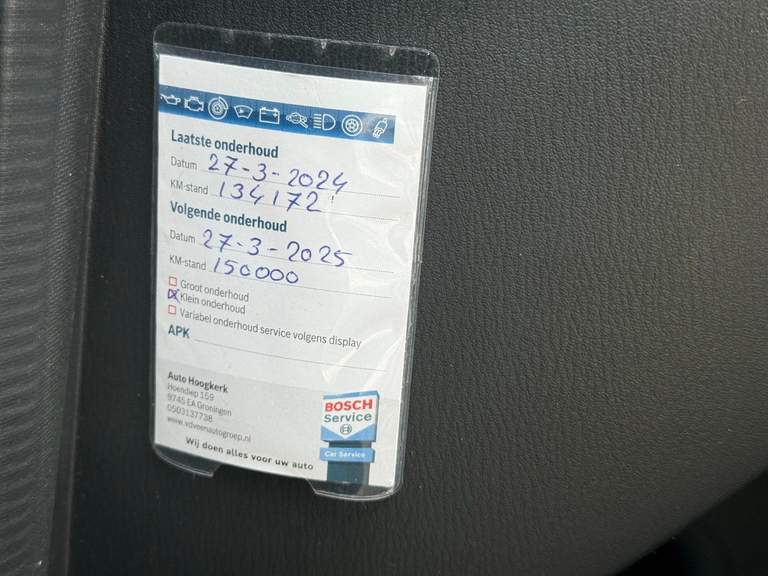 Laatste onderhoud
Datum 27-3-2024
KM-stand 134172
Volgende onderhoud
Datum 27-3-2025
KM-stand 150000
Groot onderhoud
Klein onderhoud
Variabel onderhoud service volgens display
APK
Auto Hoogkerk
Hoendiep 159
9745 EA Groningen
0503137738
www.vdveenautogroep.nl
Wij doen alles voor uw auto
BOSCH
Service
Car Service